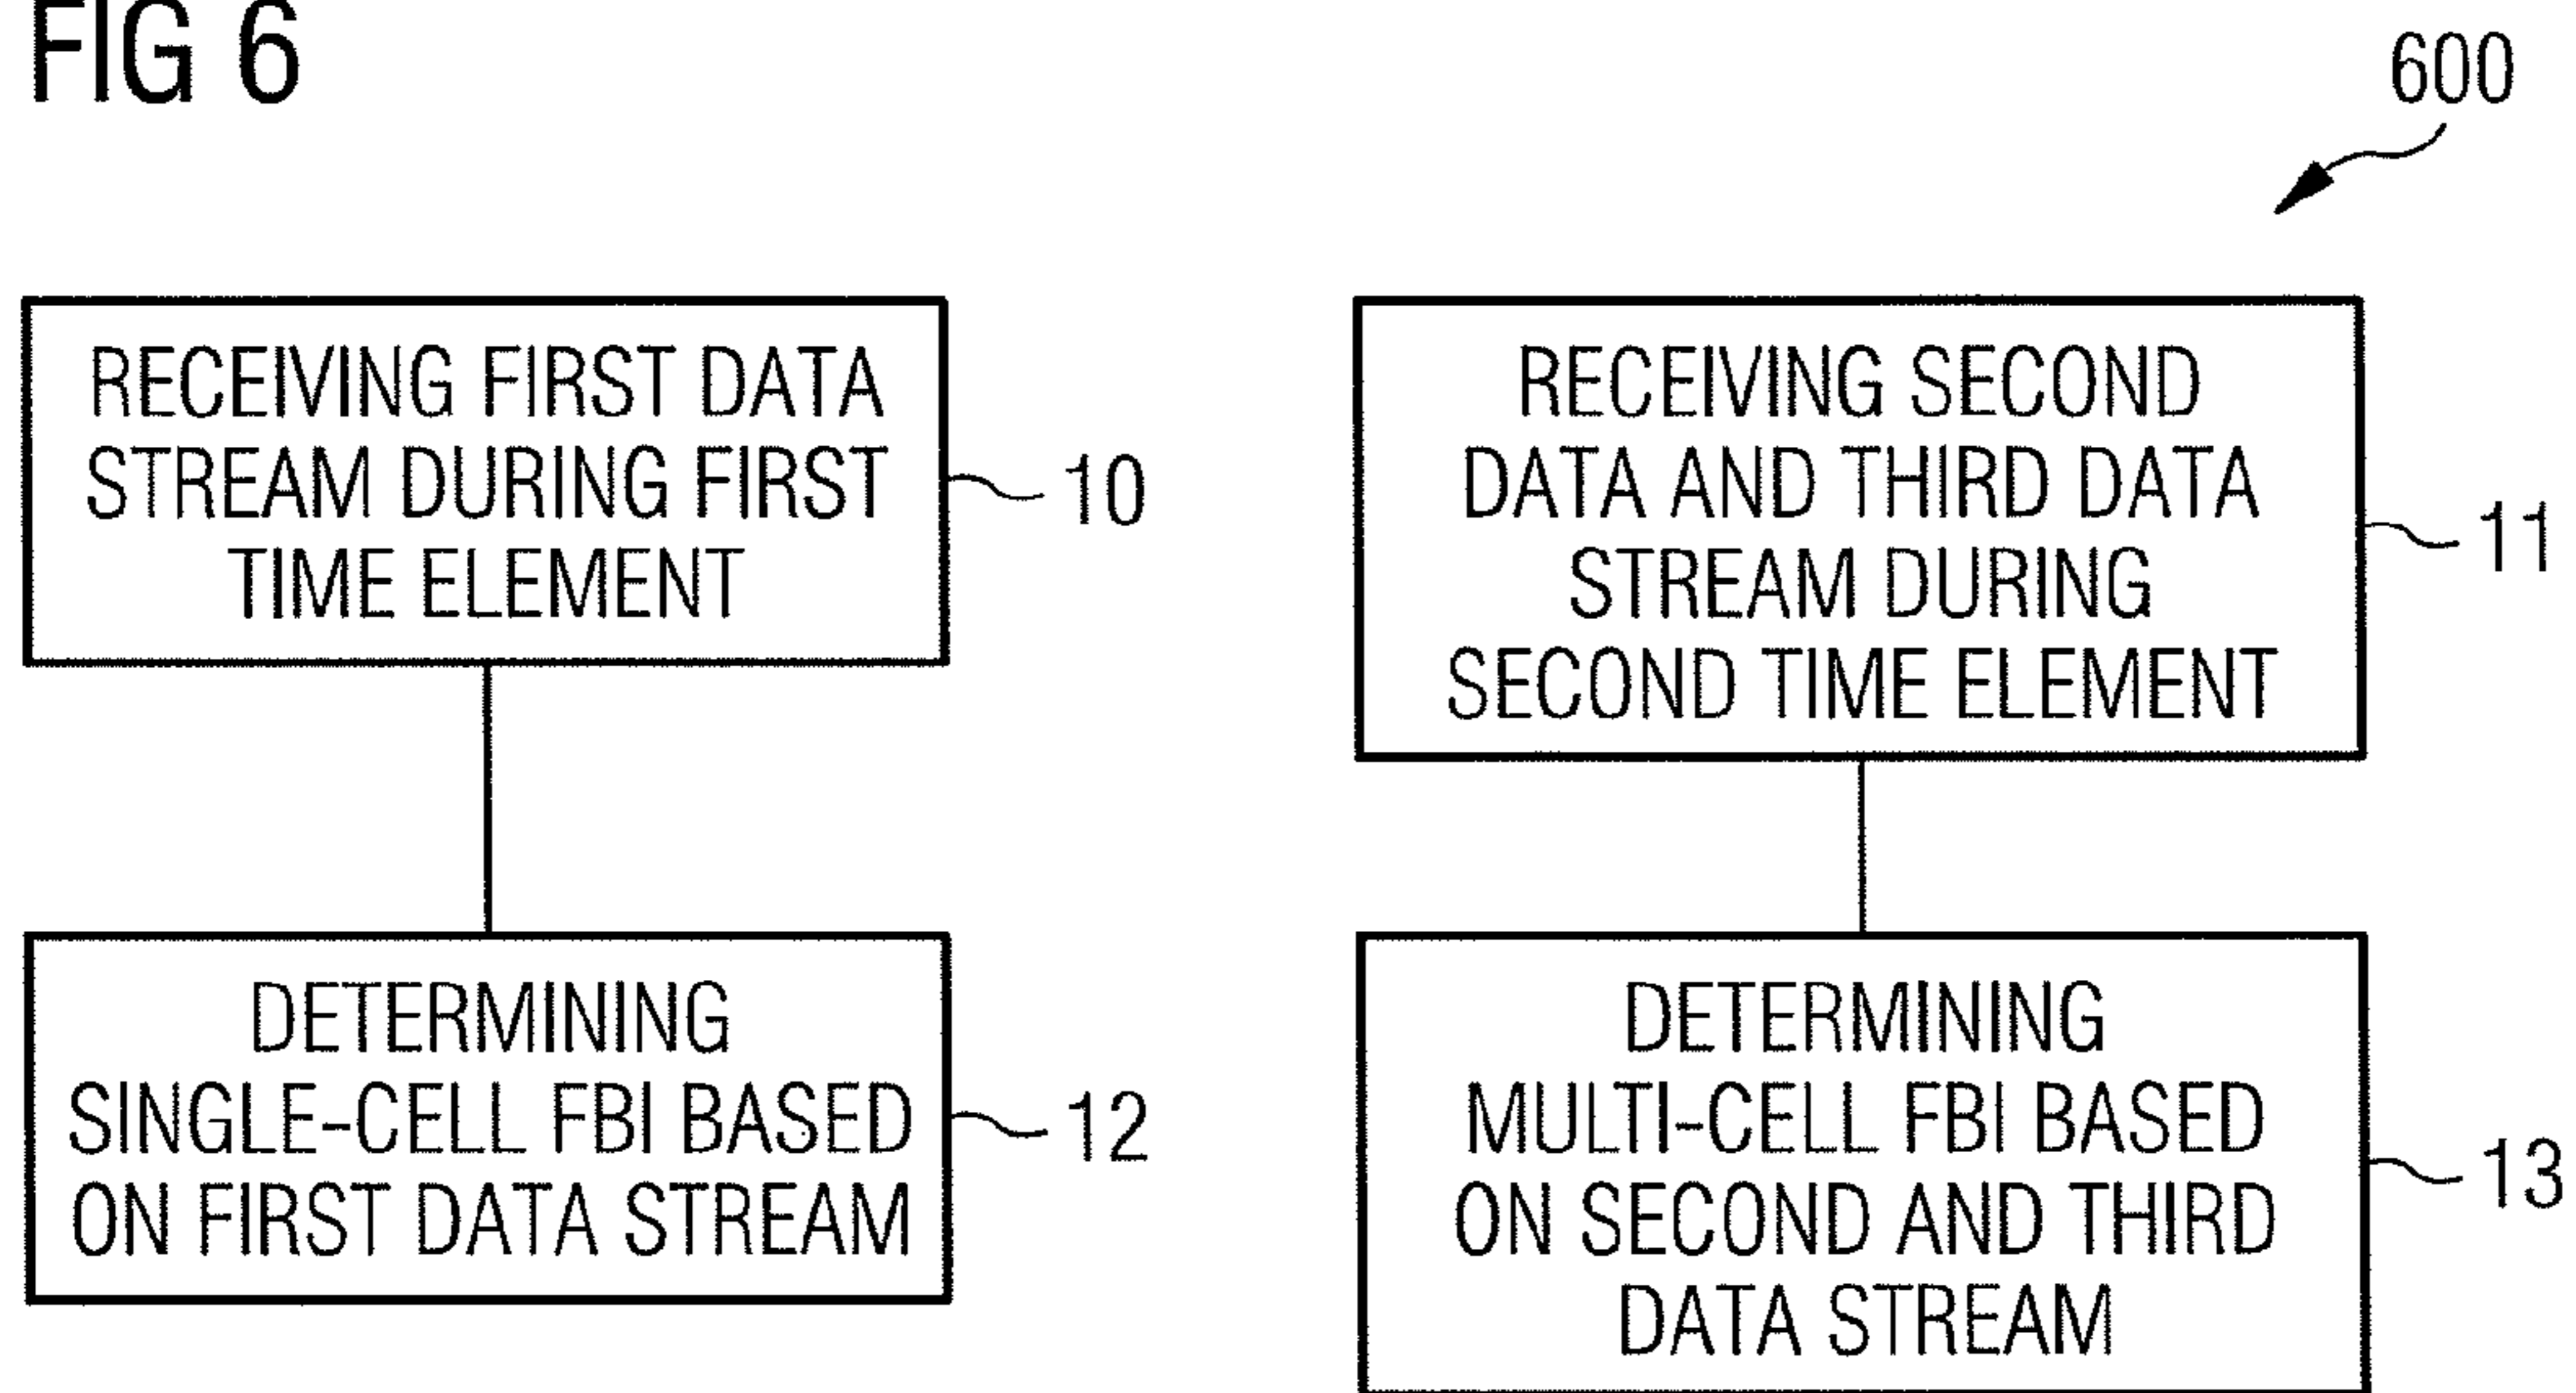 FIG 6
600
RECEIVING FIRST DATA
STREAM DURING FIRST
TIME ELEMENT
10
RECEIVING SECOND
DATA AND THIRD DATA
STREAM DURING
SECOND TIME ELEMENT
11
DETERMINING
SINGLE-CELL FBI BASED
ON FIRST DATA STREAM
12
DETERMINING
MULTI-CELL FBI BASED
ON SECOND AND THIRD
DATA STREAM
13